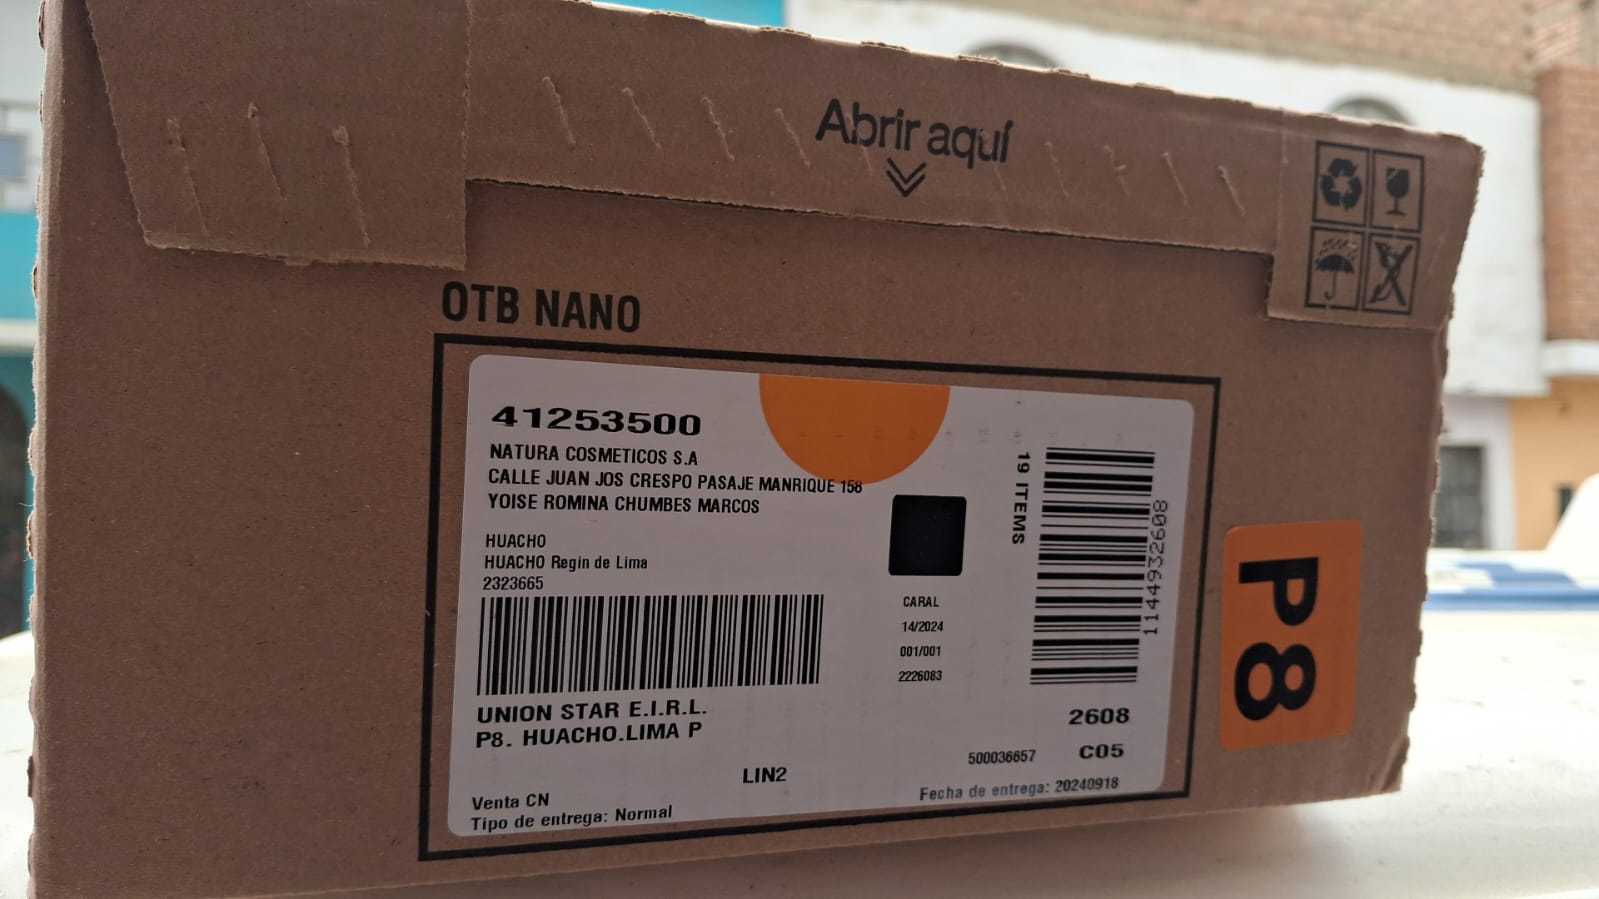 Abrir aquí
OTB NANO
41253500
NATURA COSMETICOS S.A
CALLE JUAN JOS CRESPO PASAJE MANRIQUE 158
YOISE ROMINA CHUMBES MARCOS
HUACHO
HUACHO Regin de Lima
2323665
UNION STAR E.I.R.L.
P8. HUACHO.LIMA P
LIN2
Venta CN
Tipo de entrega: Normal
CARAL
14/2024
001/001
2226083
19 ITEMS
1144932608
2608
500036657 C05
Fecha de entrega: 20240918
P8